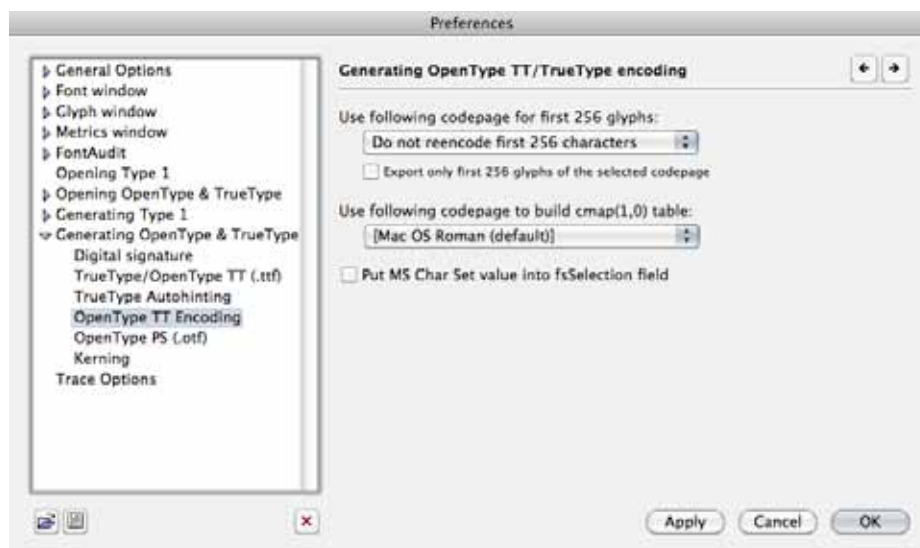 Preferences
General Options
Font window
Glyph window
Metrics window
FontAudit
Opening Type 1
Opening OpenType & TrueType
Generating Type 1
Generating OpenType & TrueType
Digital signature
TrueType/OpenType TT (.ttf)
TrueType Autohinting
OpenType TT Encoding
OpenType PS (.otf)
Kerning
Trace Options
Generating OpenType TT/TrueType encoding
Use following codepage for first 256 glyphs:
Do not reencode first 256 characters
Export only first 256 glyphs of the selected codepage
Use following codepage to build cmap(1,0) table:
[Mac OS Roman (default)]
Put MS Char Set value into fsSelection field
Apply Cancel OK